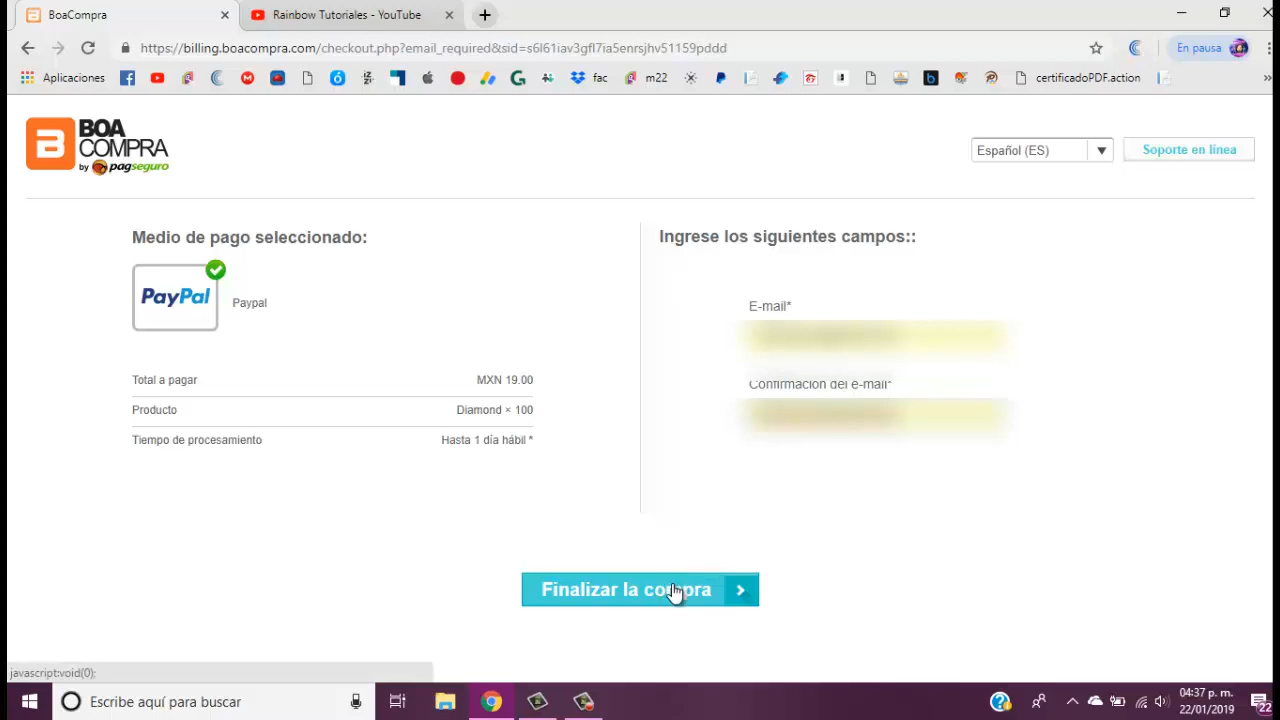 BoaCompra
Rainbow Tutoriales - YouTube
https://billing.boacompra.com/checkout.php?email_required&sid=s6l61iav3gfl7ia5enrsjhv51159pddd
En pausa
Aplicaciones
fac
m22
certificadoPDF.action
»
BOA
COMPRA
by pagseguro
Español (ES)
Soporte en línea
Medio de pago seleccionado:
PayPal
Paypal
Total a pagar MXN 19.00
Producto Diamond × 100
Tiempo de procesamiento Hasta 1 día hábil *
Ingrese los siguientes campos::
E-mail*
Confirmación del e-mail*
Finalizar la compra
javascript:void(0);
Escribe aquí para buscar
04:37 p. m.
22/01/2019
22